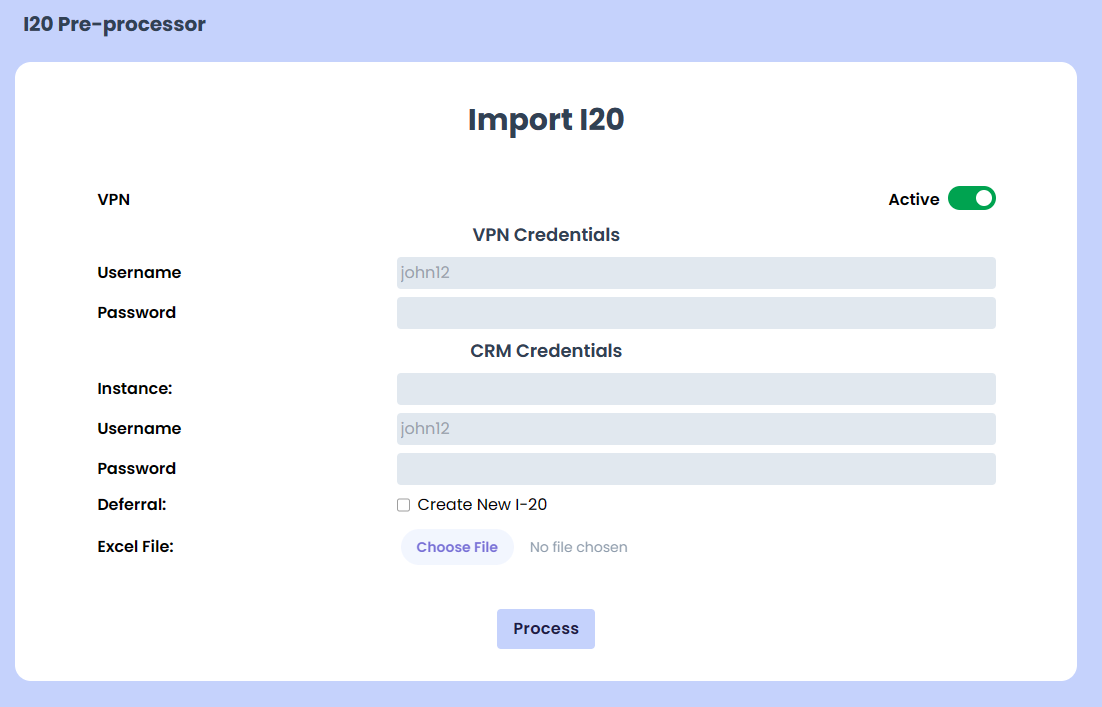 I20 Pre-processor
Import I20
VPN Active
VPN Credentials
Username john12
Password
CRM Credentials
Instance:
Username john12
Password
Deferral: Create New I-20
Excel File: Choose File No file chosen
Process